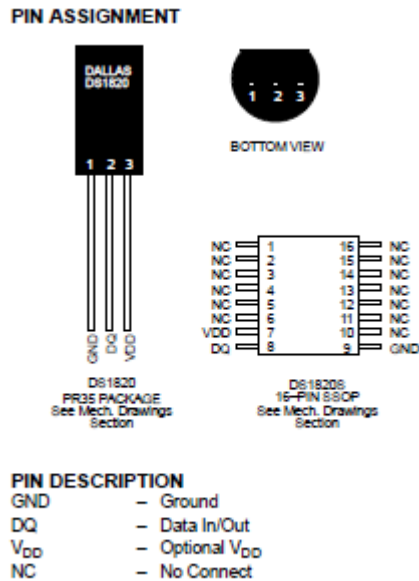 PIN ASSIGNMENT
DALLAS
DS1820
1 2 3
GND DQ VDD
DS1820
PR35 PACKAGE
See Mech. Drawings
Section
1 2 3
BOTTOM VIEW
NC 1 16 NC
NC 2 15 NC
NC 3 14 NC
NC 4 13 NC
NC 5 12 NC
NC 6 11 NC
VDD 7 10 NC
DQ 8 9 GND
DS1820S
16–PIN SSOP
See Mech. Drawings
Section
PIN DESCRIPTION
GND – Ground
DQ – Data In/Out
VDD – Optional VDD
NC – No Connect